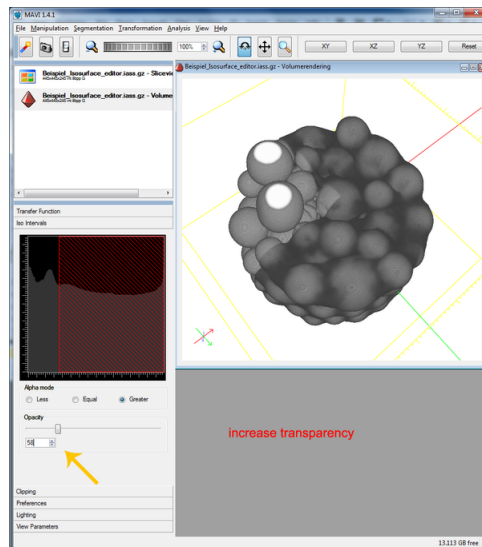 MAVI 1.4.1
File Manipulation Segmentation Transformation Analysis View Help
100% XY XZ YZ Reset
Beispiel_Isosurface_editor.iass.gz - Slicevie
Beispiel_Isosurface_editor.iass.gz - Volume
Beispiel_Isosurface_editor.iass.gz - Volumerendering
Transfer Function
Iso Intervals
Alpha mode
Less Equal Greater
Opacity
58
increase transparency
Clipping
Preferences
Lighting
View Parameters
13.113 GB free